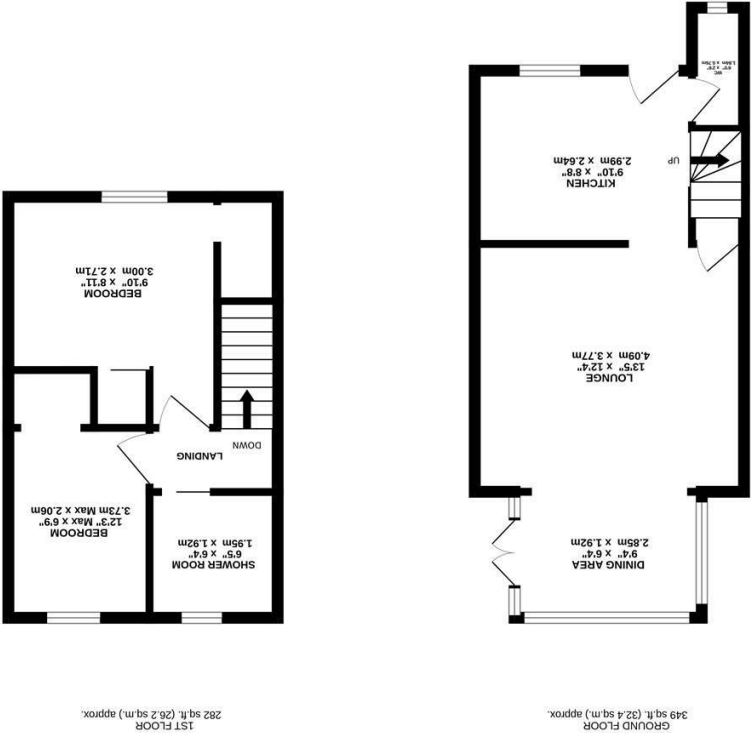 GROUND FLOOR
349 sq.ft. (32.4 sq.m.) approx.
DINING AREA
9'4" x 6'4"
2.85m x 1.92m
LOUNGE
13'5" x 12'4"
4.09m x 3.77m
KITCHEN
9'10" x 8'8"
2.99m x 2.64m
UP
WC
1ST FLOOR
282 sq.ft. (26.2 sq.m.) approx.
SHOWER ROOM
6'5" x 6'4"
1.95m x 1.92m
BEDROOM
12'3" Max x 6'9"
3.73m Max x 2.06m
LANDING
DOWN
BEDROOM
9'10" x 8'11"
3.00m x 2.71m